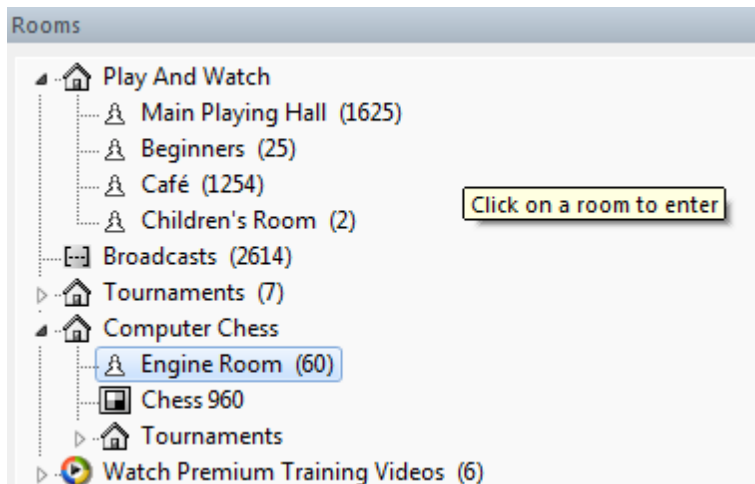 Rooms
Play And Watch
Main Playing Hall (1625)
Beginners (25)
Café (1254)
Click on a room to enter
Children's Room (2)
Broadcasts (2614)
Tournaments (7)
Computer Chess
Engine Room (60)
Chess 960
Tournaments
Watch Premium Training Videos (6)